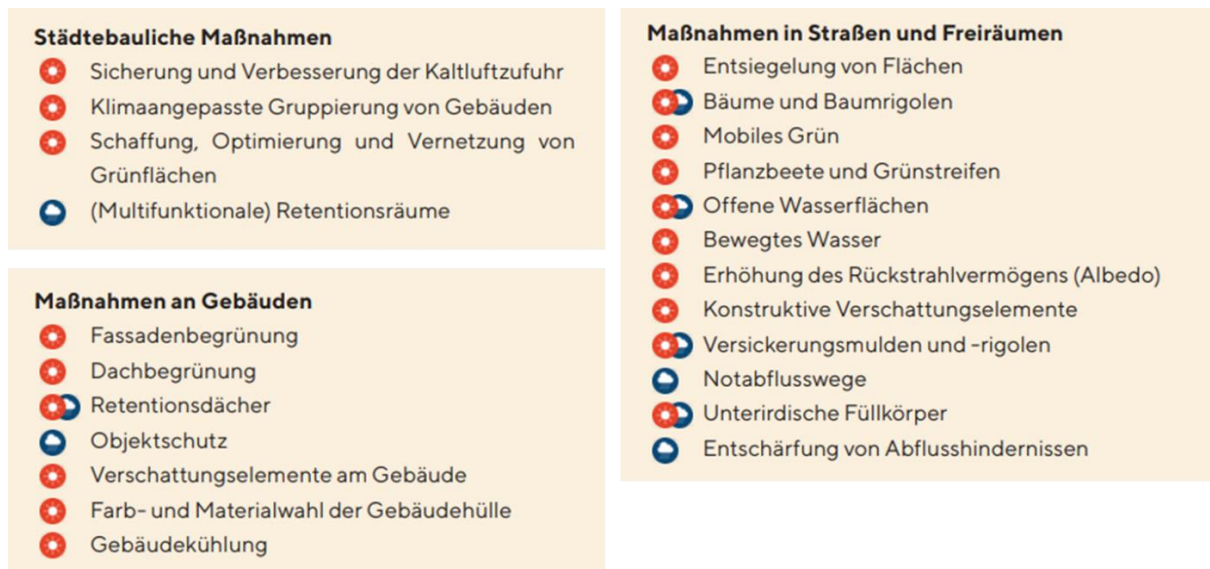 Städtebauliche Maßnahmen
Sicherung und Verbesserung der Kaltluftzufuhr
Klimaangepasste Gruppierung von Gebäuden
Schaffung, Optimierung und Vernetzung von
Grünflächen
(Multifunktionale) Retentionsräume
Maßnahmen an Gebäuden
Fassadenbegrünung
Dachbegrünung
Retentionsdächer
Objektschutz
Verschattungselemente am Gebäude
Farb- und Materialwahl der Gebäudehülle
Gebäudekühlung
Maßnahmen in Straßen und Freiräumen
Entsiegelung von Flächen
Bäume und Baumrigolen
Mobiles Grün
Pflanzbeete und Grünstreifen
Offene Wasserflächen
Bewegtes Wasser
Erhöhung des Rückstrahlvermögens (Albedo)
Konstruktive Verschattungselemente
Versickerungsmulden und -rigolen
Notabflusswege
Unterirdische Füllkörper
Entschärfung von Abflusshindernissen